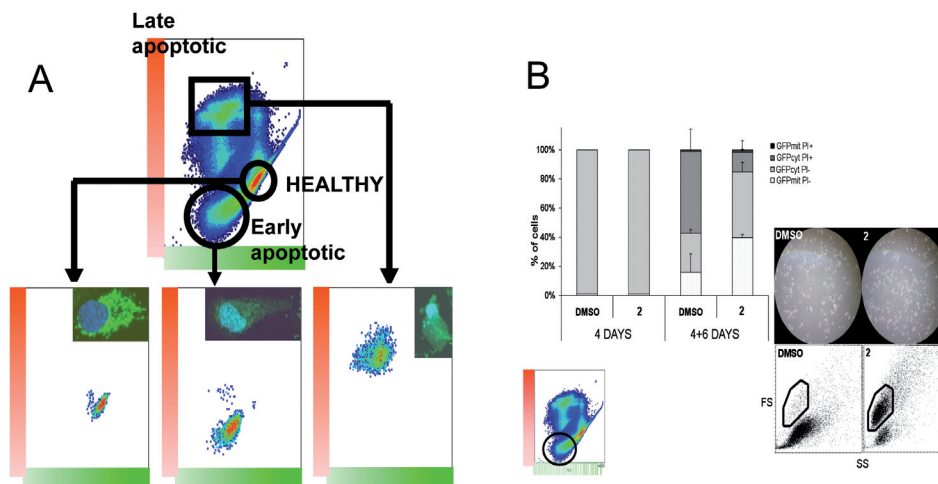 Late
apoptotic
A
HEALTHY
Early
apoptotic
B
GFPmit PI+
GFPcyt PI+
GFPcyt PI-
GFPmit PI-
100%
80%
60%
40%
20%
0%
% of cells
DMSO
2
DMSO
2
4 DAYS
4+6 DAYS
DMSO
2
DMSO
2
FS
SS